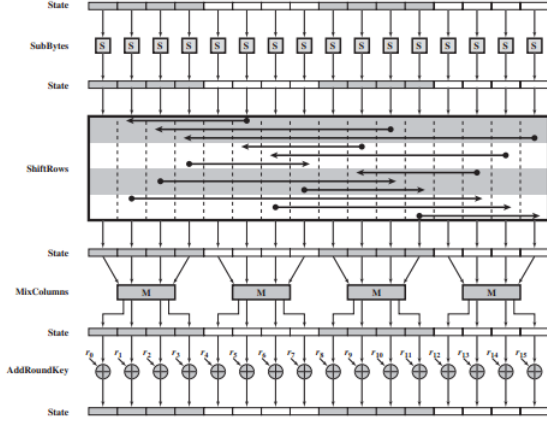 State
SubBytes S S S S S S S S S S S S S S S S
State
ShiftRows
State
MixColumns M M M M
State
r0 r1 r2 r3 r4 r5 r6 r7 r8 r9 r10 r11 r12 r13 r14 r15
AddRoundKey
State